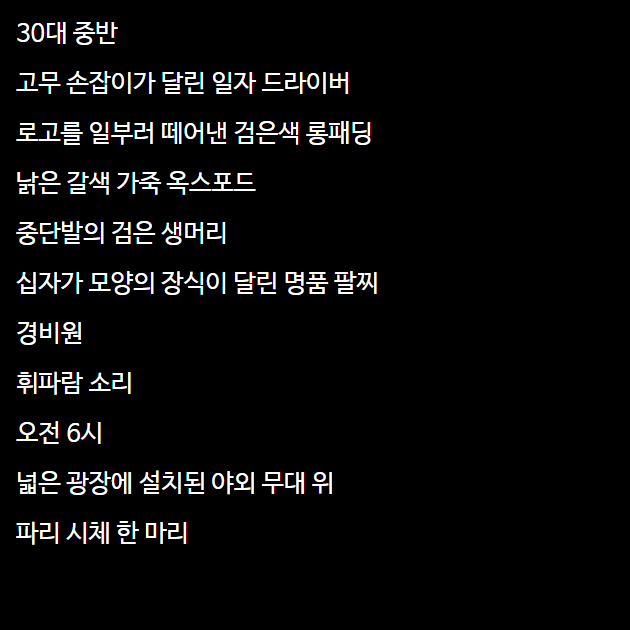 30대 중반
고무 손잡이가 달린 일자 드라이버
로고를 일부러 떼어낸 검은색 롱패딩
낡은 갈색 가죽 옥스포드
중단발의 검은 생머리
십자가 모양의 장식이 달린 명품 팔찌
경비원
휘파람 소리
오전 6시
넓은 광장에 설치된 야외 무대 위
파리 시체 한 마리